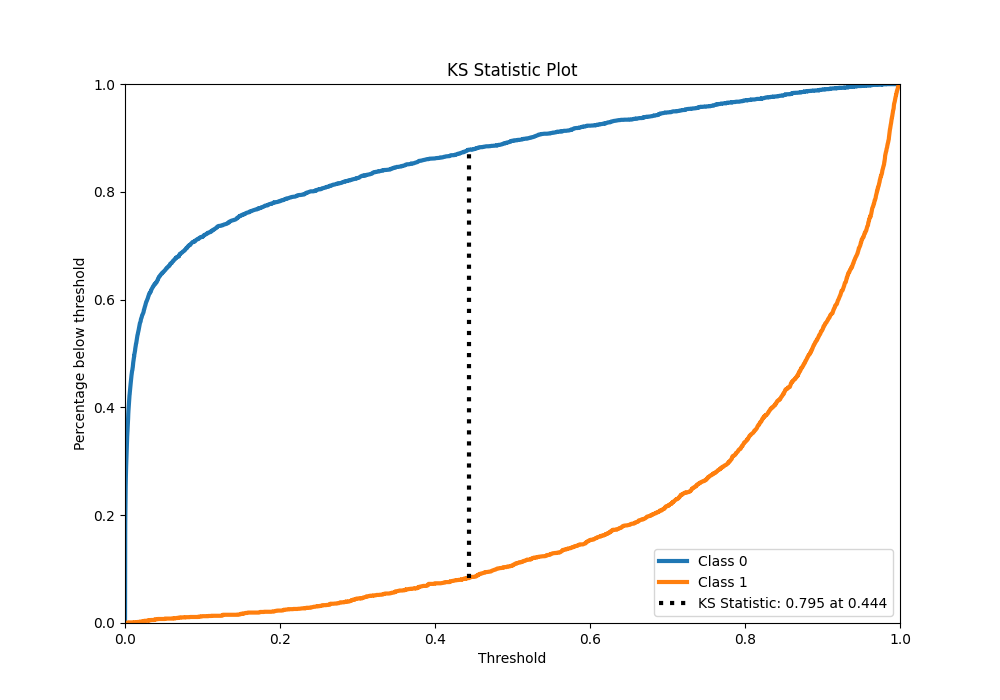 KS Statistic Plot
1.0
0.8
0.6
0.4
0.2
0.0
Percentage below threshold
0.0 0.2 0.4 0.6 0.8 1.0
Threshold
Class 0
Class 1
KS Statistic: 0.795 at 0.444